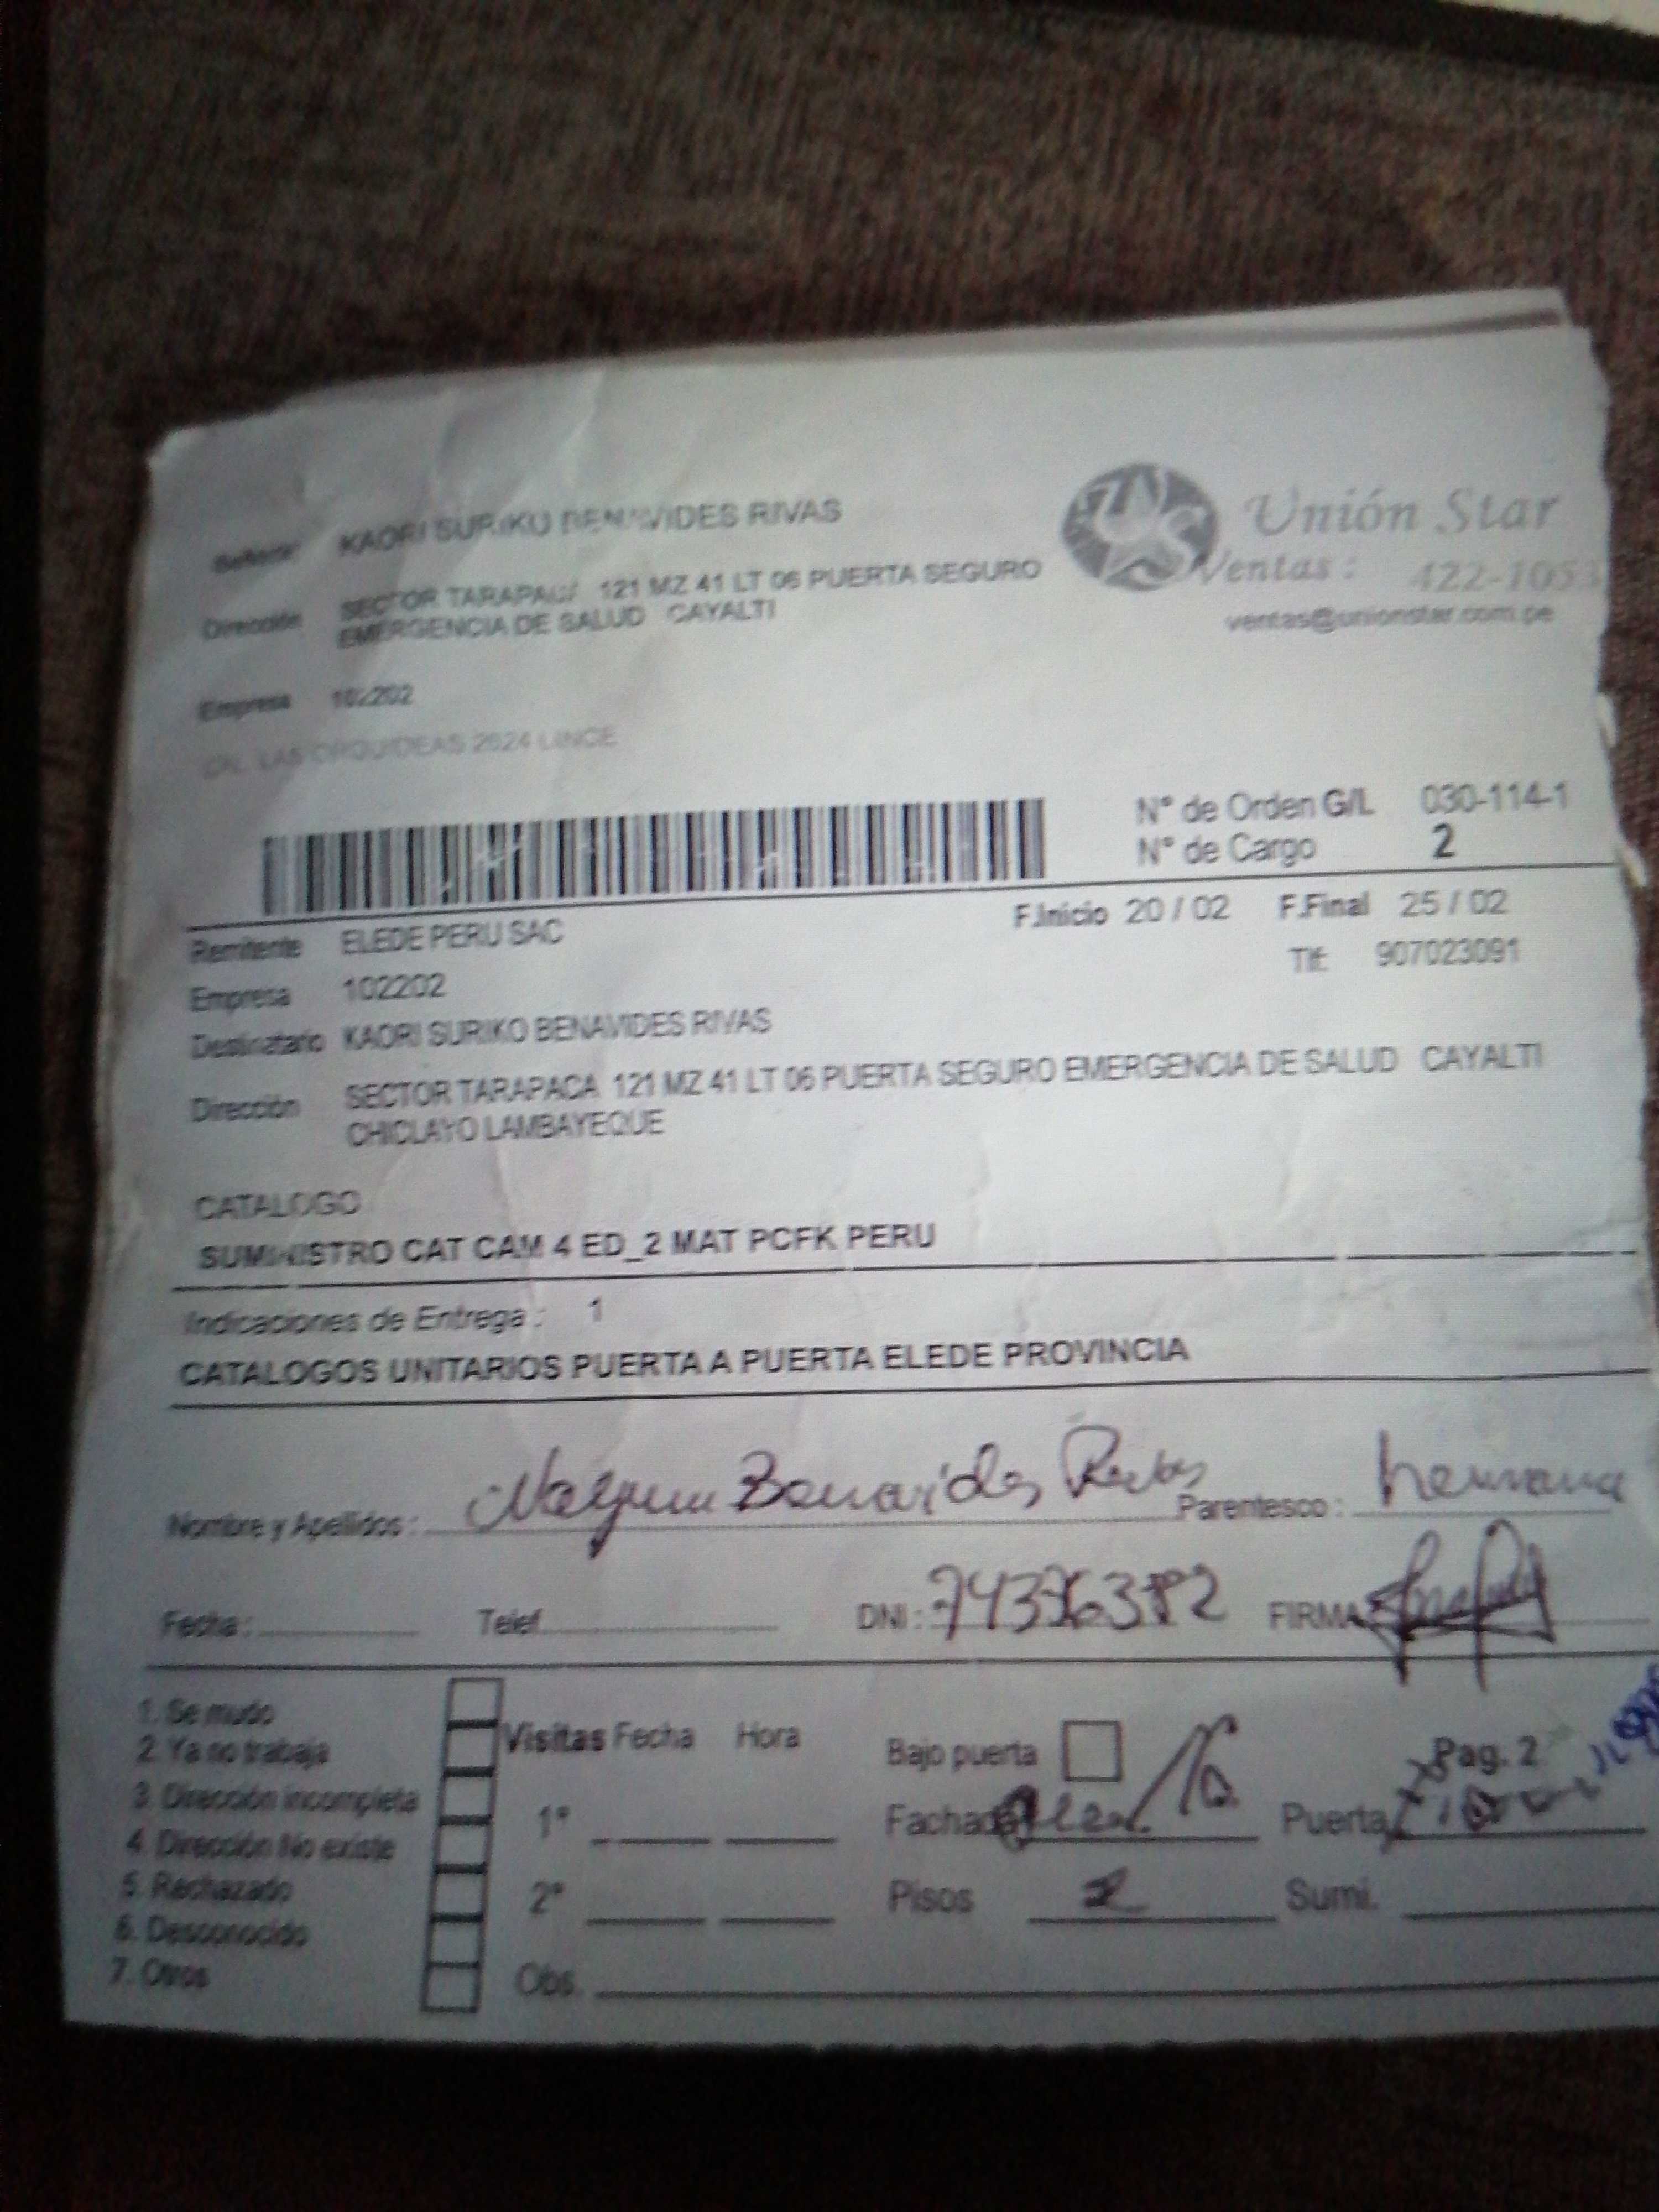 Señores: KAORI SURIKO BENAVIDES RIVAS
Unión Star
Ventas : 422-1053
ventas@unionstar.com.pe
Dirección SECTOR TARAPACA 121 MZ 41 LT 06 PUERTA SEGURO
EMERGENCIA DE SALUD CAYALTI
Empresa 102202
LAS ORQUIDEAS 2624 LINCE
N° de Orden G/L 030-114-1
N° de Cargo 2
F.Inicio 20 / 02 F.Final 25 / 02
Remitente ELEDE PERU SAC
Tlf: 907023091
Empresa 102202
Destinatario KAORI SURIKO BENAVIDES RIVAS
Dirección SECTOR TARAPACA 121 MZ 41 LT 06 PUERTA SEGURO EMERGENCIA DE SALUD CAYALTI
CHICLAYO LAMBAYEQUE
CATALOGO
SUMINISTRO CAT CAM 4 ED_2 MAT PCFK PERU
Indicaciones de Entrega : 1
CATALOGOS UNITARIOS PUERTA A PUERTA ELEDE PROVINCIA
Nombre y Apellidos : Benavides Parentesco : hermana
Fecha : Telef. DNI : FIRMA
1. Se mudo
2. Ya no trabaja
3. Dirección incompleta
4. Dirección No existe
5. Rechazado
6. Desconocido
7. Otros
Visitas Fecha Hora
1°
2°
Obs.
Bajo puerta
Pag. 2
Fachada Puerta
Pisos 2 Sumi.